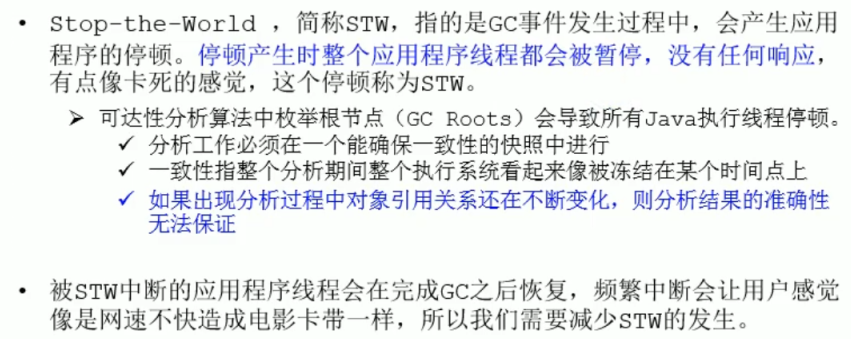 • Stop-the-World ，简称STW，指的是GC事件发生过程中，会产生应用
程序的停顿。停顿产生时整个应用程序线程都会被暂停，没有任何响应，
有点像卡死的感觉，这个停顿称为STW。
➢ 可达性分析算法中枚举根节点（GC Roots）会导致所有Java执行线程停顿。
✓ 分析工作必须在一个能确保一致性的快照中进行
✓ 一致性指整个分析期间整个执行系统看起来像被冻结在某个时间点上
✓ 如果出现分析过程中对象引用关系还在不断变化，则分析结果的准确性
无法保证
• 被STW中断的应用程序线程会在完成GC之后恢复，频繁中断会让用户感觉
像是网速不快造成电影卡带一样，所以我们需要减少STW的发生。